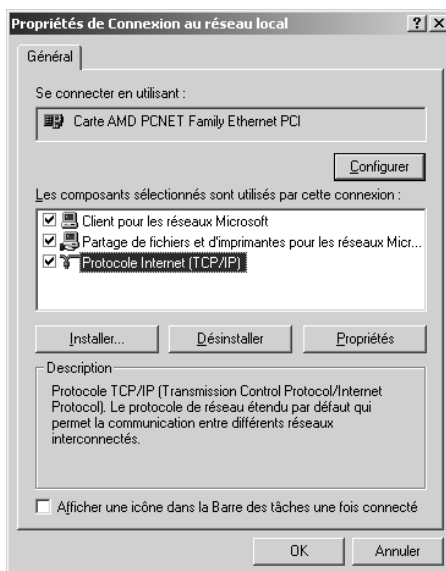 Propriétés de Connexion au réseau local
Général
Se connecter en utilisant :
Carte AMD PCNET Family Ethernet PCI
Configurer
Les composants sélectionnés sont utilisés par cette connexion :
Client pour les réseaux Microsoft
Partage de fichiers et d'imprimantes pour les réseaux Micr...
Protocole Internet (TCP/IP)
Installer... Désinstaller Propriétés
Description
Protocole TCP/IP (Transmission Control Protocol/Internet
Protocol). Le protocole de réseau étendu par défaut qui
permet la communication entre différents réseaux
interconnectés.
Afficher une icône dans la Barre des tâches une fois connecté
OK Annuler